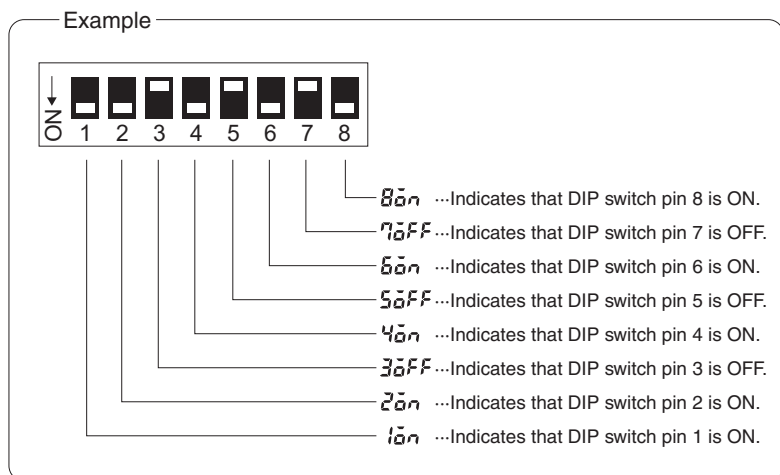 Example
ON
1 2 3 4 5 6 7 8
8on ···Indicates that DIP switch pin 8 is ON.
7oFF ···Indicates that DIP switch pin 7 is OFF.
6on ···Indicates that DIP switch pin 6 is ON.
5oFF ···Indicates that DIP switch pin 5 is OFF.
4on ···Indicates that DIP switch pin 4 is ON.
3oFF ···Indicates that DIP switch pin 3 is OFF.
2on ···Indicates that DIP switch pin 2 is ON.
1on ···Indicates that DIP switch pin 1 is ON.